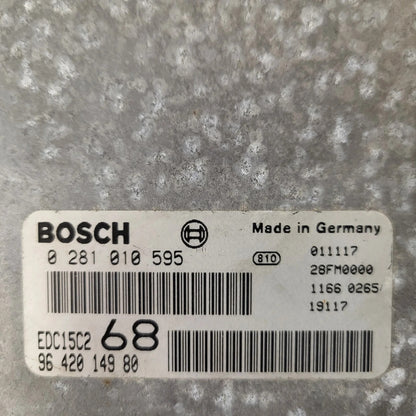 BOSCH
Made in Germany
0 281 010 595
810
011117
28FM0000
1166 0265
19117
EDC15C2 68
96 420 149 80